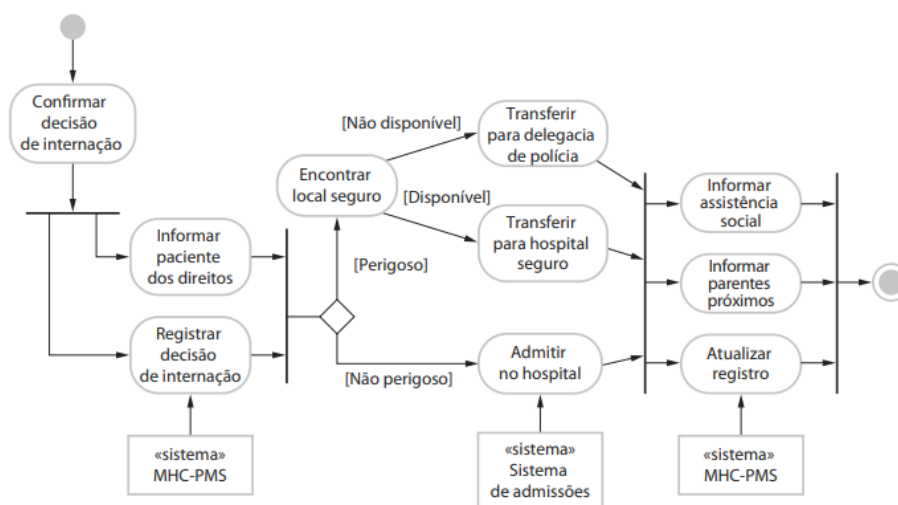 Confirmar
decisão
de internação
Informar
paciente
dos direitos
Registrar
decisão
de internação
«sistema»
MHC-PMS
Encontrar
local seguro
[Não disponível]
[Disponível]
[Perigoso]
[Não perigoso]
Transferir
para delegacia
de polícia
Transferir
para hospital
seguro
Admitir
no hospital
«sistema»
Sistema
de admissões
Informar
assistência
social
Informar
parentes
próximos
Atualizar
registro
«sistema»
MHC-PMS